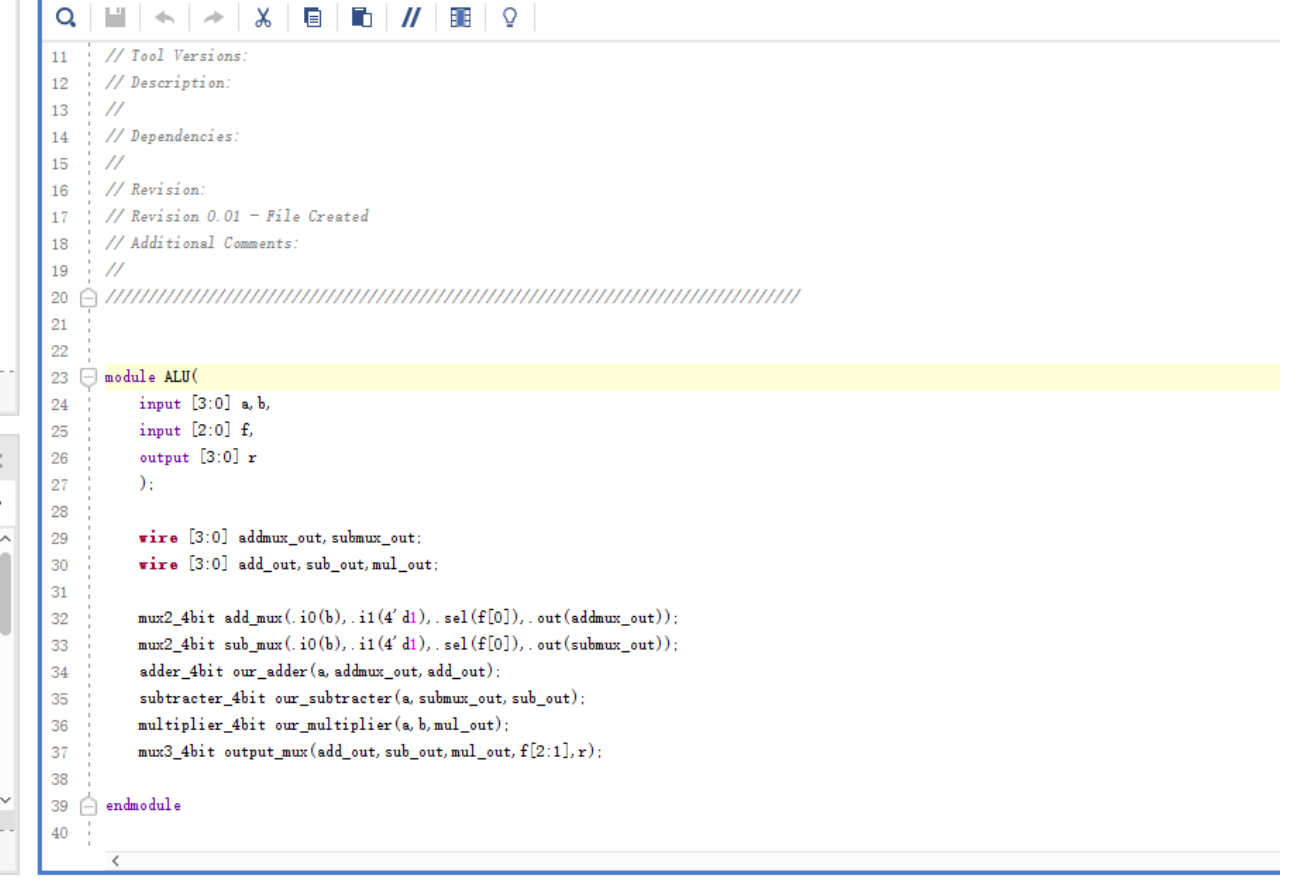 11 // Tool Versions:
12 // Description:
13 //
14 // Dependencies:
15 //
16 // Revision:
17 // Revision 0.01 - File Created
18 // Additional Comments:
19 //
20 //////////////////////////////////////////////////////////////////////////////////
21
22
23 module ALU(
24 input [3:0] a,b,
25 input [2:0] f,
26 output [3:0] r
27 );
28
29 wire [3:0] addmux_out,submux_out;
30 wire [3:0] add_out,sub_out,mul_out;
31
32 mux2_4bit add_mux(.i0(b),.i1(4'd1),.sel(f[0]),.out(addmux_out));
33 mux2_4bit sub_mux(.i0(b),.i1(4'd1),.sel(f[0]),.out(submux_out));
34 adder_4bit our_adder(a,addmux_out,add_out);
35 subtracter_4bit our_subtracter(a,submux_out,sub_out);
36 multiplier_4bit our_multiplier(a,b,mul_out);
37 mux3_4bit output_mux(add_out,sub_out,mul_out,f[2:1],r);
38
39 endmodule
40